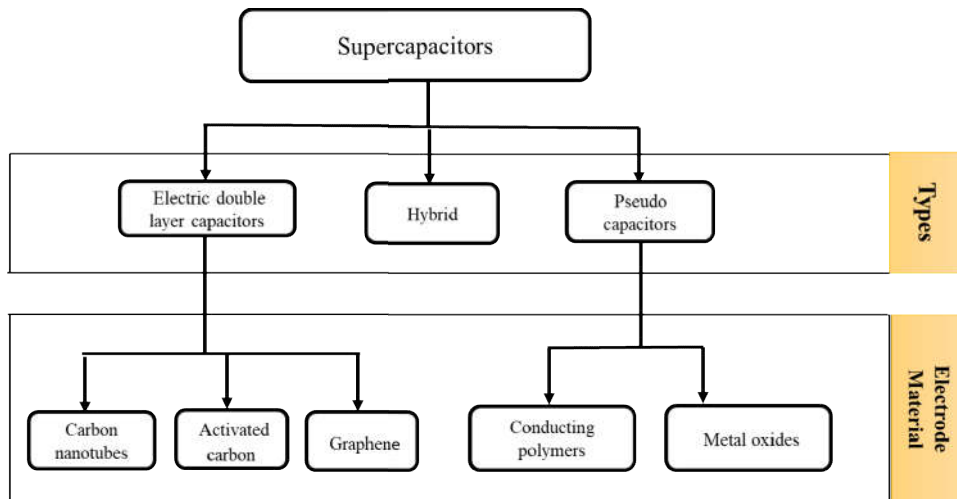 Supercapacitors
Electric double
layer capacitors
Hybrid
Pseudo
capacitors
Types
Carbon
nanotubes
Activated
carbon
Graphene
Conducting
polymers
Metal oxides
Electrode
Material